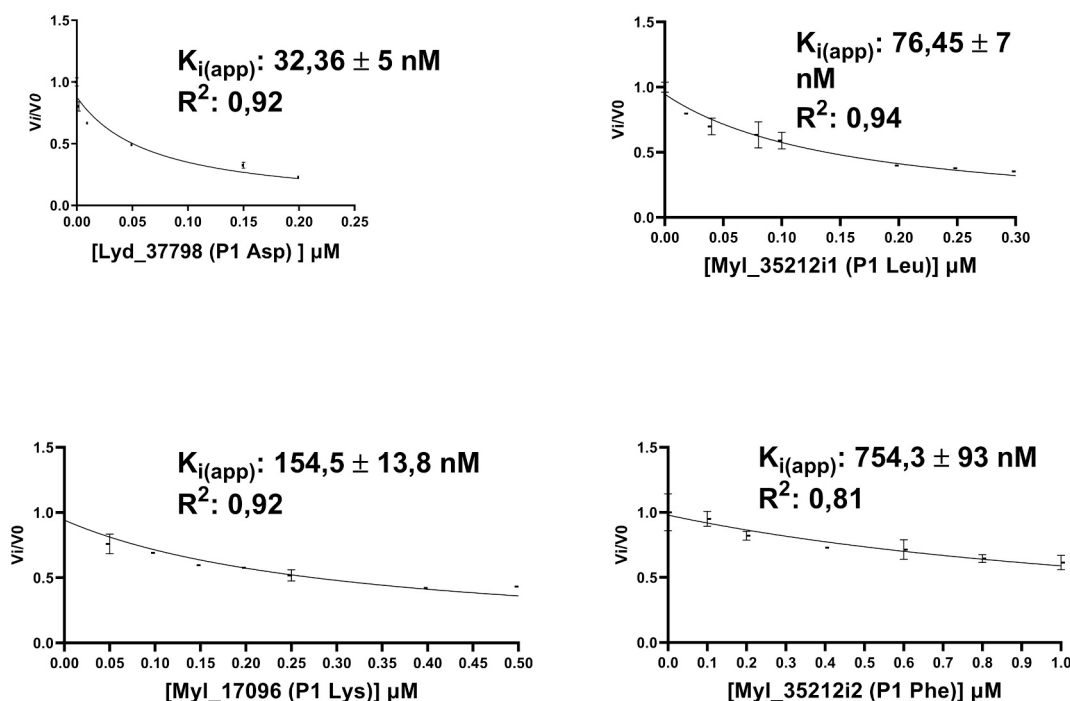 K i(app): 32,36 ± 5 nM
R2: 0,92
Vi/V0
1.5
1.0
0.5
0.0
0.00 0.05 0.10 0.15 0.20 0.25
[Lyd_37798 (P1 Asp) ] µM
K i(app): 76,45 ± 7
nM
R2: 0,94
Vi/V0
1.5
1.0
0.5
0.0
0.00 0.05 0.10 0.15 0.20 0.25 0.30
[Myl_35212i1 (P1 Leu)] µM
K i(app): 154,5 ± 13,8 nM
R2: 0,92
Vi/V0
1.5
1.0
0.5
0.0
0.00 0.05 0.10 0.15 0.20 0.25 0.30 0.35 0.40 0.45 0.50
[Myl_17096 (P1 Lys)] µM
K i(app): 754,3 ± 93 nM
R2: 0,81
Vi/V0
1.5
1.0
0.5
0.0
0.0 0.1 0.2 0.3 0.4 0.5 0.6 0.7 0.8 0.9 1.0
[Myl_35212i2 (P1 Phe)] µM